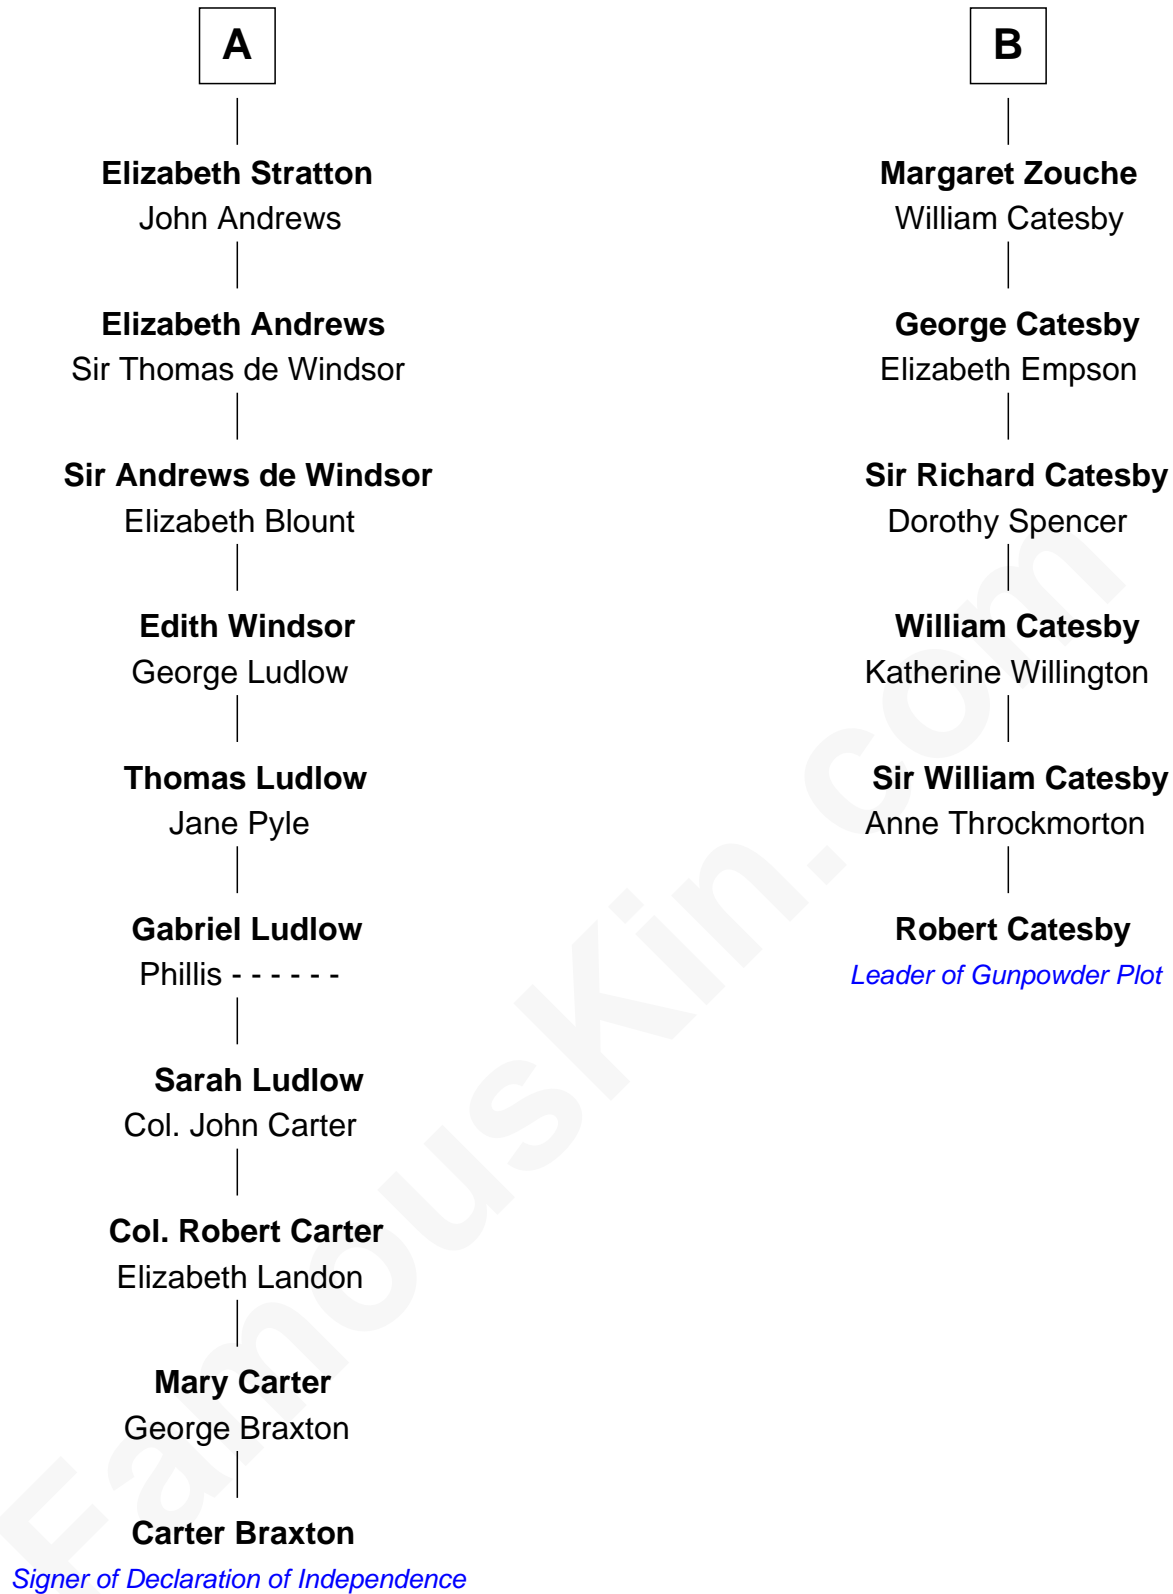 A
Elizabeth Stratton
John Andrews
Elizabeth Andrews
Sir Thomas de Windsor
Sir Andrews de Windsor
Elizabeth Blount
Edith Windsor
George Ludlow
Thomas Ludlow
Jane Pyle
Gabriel Ludlow
Phillis - - - - - -
Sarah Ludlow
Col. John Carter
Col. Robert Carter
Elizabeth Landon
Mary Carter
George Braxton
Carter Braxton
Signer of Declaration of Independence
B
Margaret Zouche
William Catesby
George Catesby
Elizabeth Empson
Sir Richard Catesby
Dorothy Spencer
William Catesby
Katherine Willington
Sir William Catesby
Anne Throckmorton
Robert Catesby
Leader of Gunpowder Plot
FamousKin.com